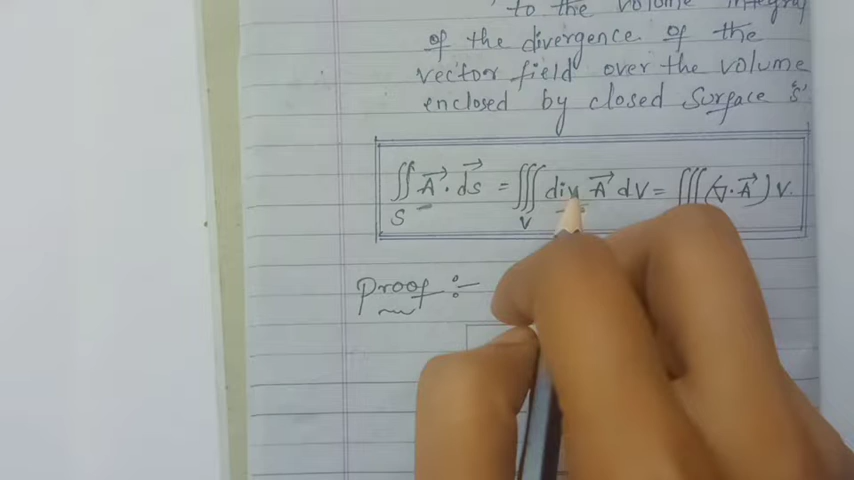 to the volume integral
of the divergence of the
vector field over the volume
enclosed by closed surface 's'
∬ A⃗ · ds⃗ = ∭ div A⃗ dV = ∭ (∇ · A⃗) V.
S V
Proof :-